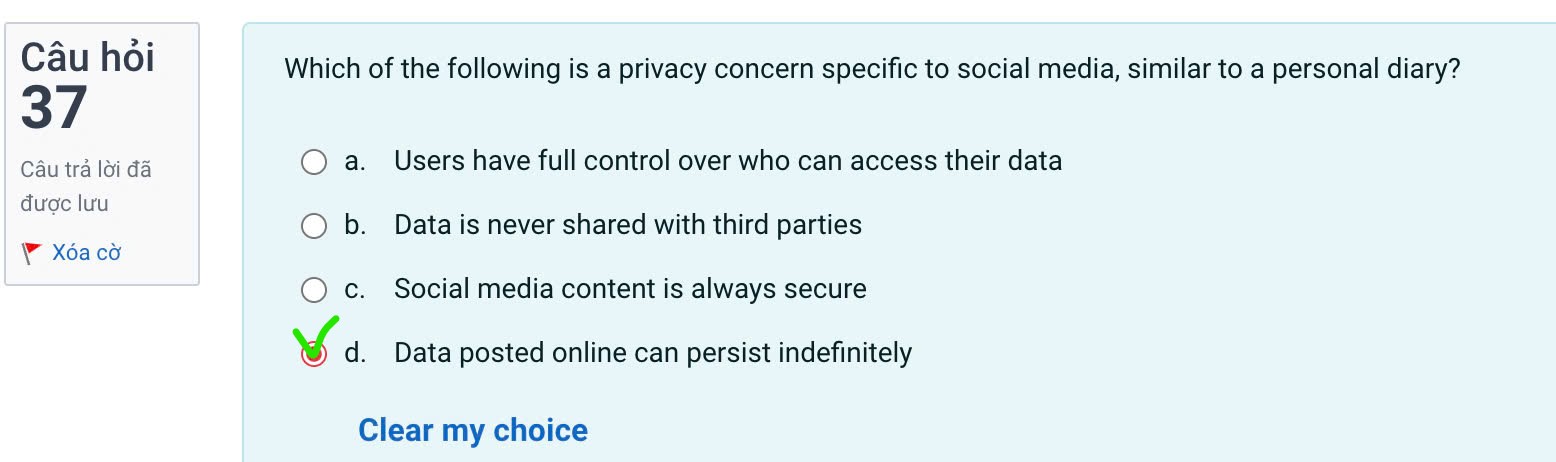 Câu hỏi
37
Câu trả lời đã
được lưu
Xóa cờ
Which of the following is a privacy concern specific to social media, similar to a personal diary?
a. Users have full control over who can access their data
b. Data is never shared with third parties
c. Social media content is always secure
d. Data posted online can persist indefinitely
Clear my choice